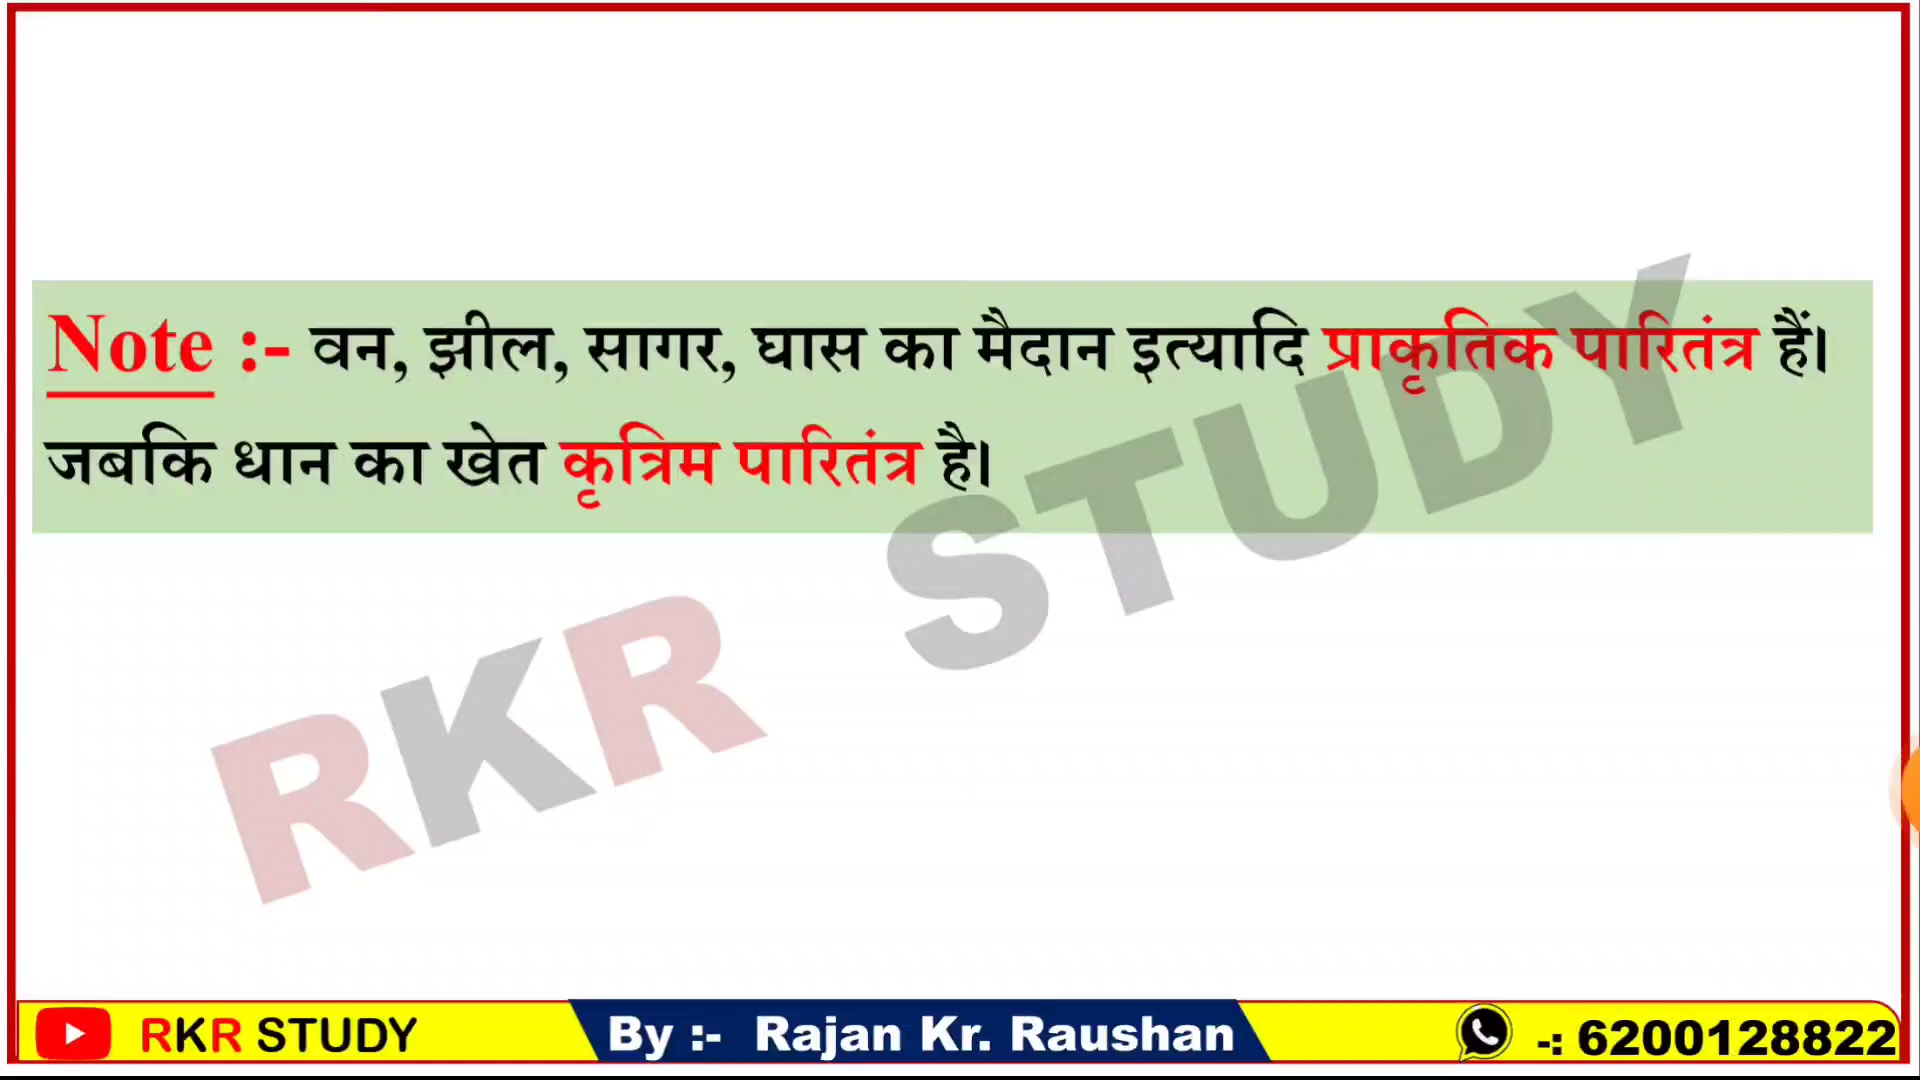 Note :- वन, झील, सागर, घास का मैदान इत्यादि प्राकृतिक पारितंत्र हैं।
जबकि धान का खेत कृत्रिम पारितंत्र है।
RKR STUDY
RKR STUDY
By :- Rajan Kr. Raushan
-: 6200128822